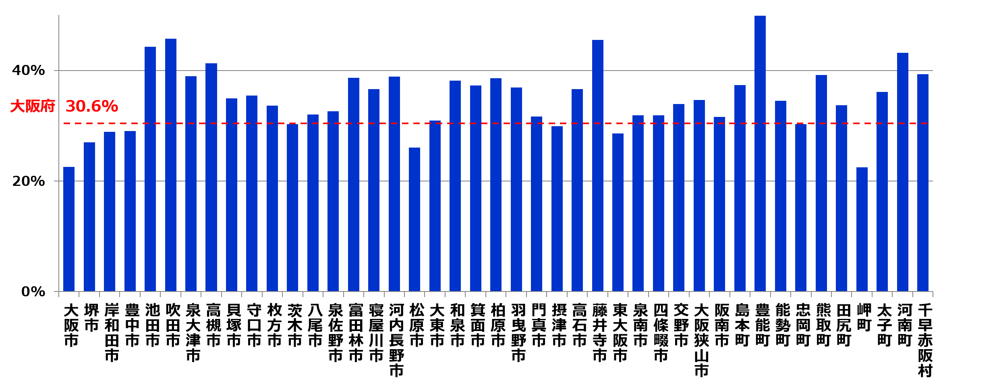 40%
大阪府 30.6%
20%
0%
大阪市
堺市
岸和田市
豊中市
池田市
吹田市
泉大津市
高槻市
貝塚市
守口市
枚方市
茨木市
八尾市
泉佐野市
富田林市
寝屋川市
河内長野市
松原市
大東市
和泉市
箕面市
柏原市
羽曳野市
門真市
摂津市
高石市
藤井寺市
東大阪市
泉南市
四條畷市
交野市
大阪狭山市
阪南市
島本町
豊能町
能勢町
忠岡町
熊取町
田尻町
岬町
太子町
河南町
千早赤阪村